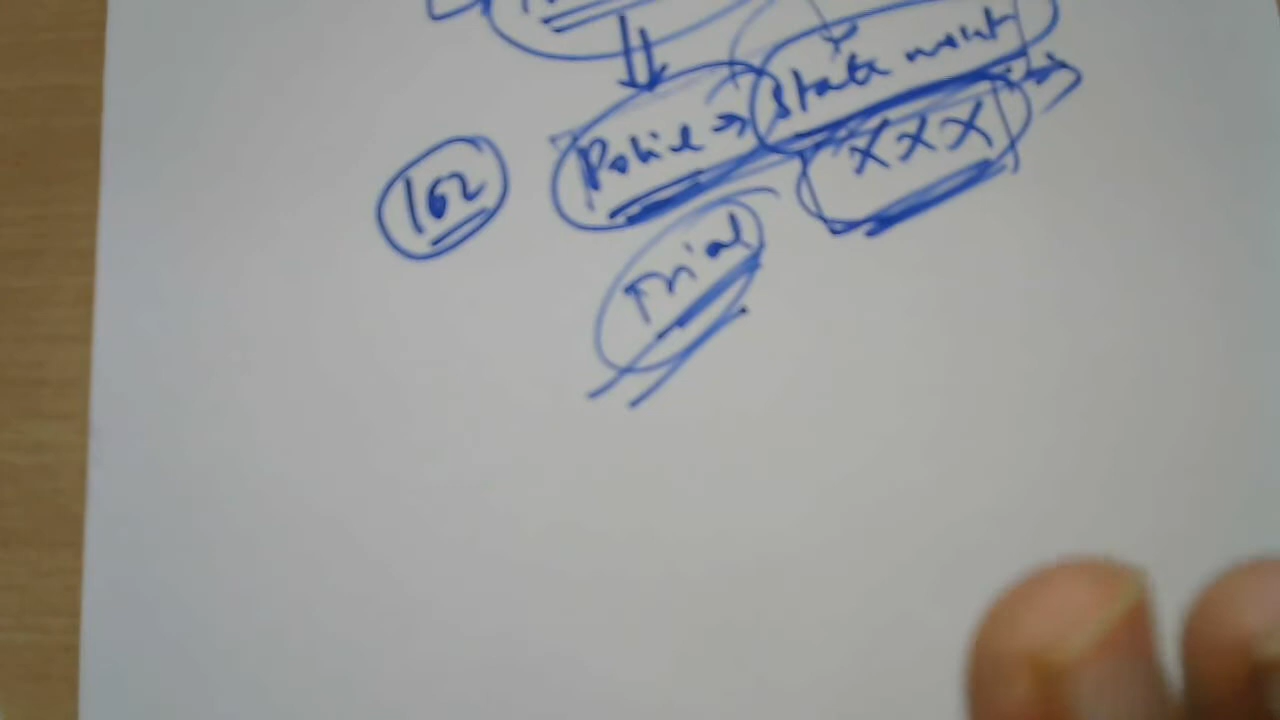 Police → Statement
162 XXX
Trial